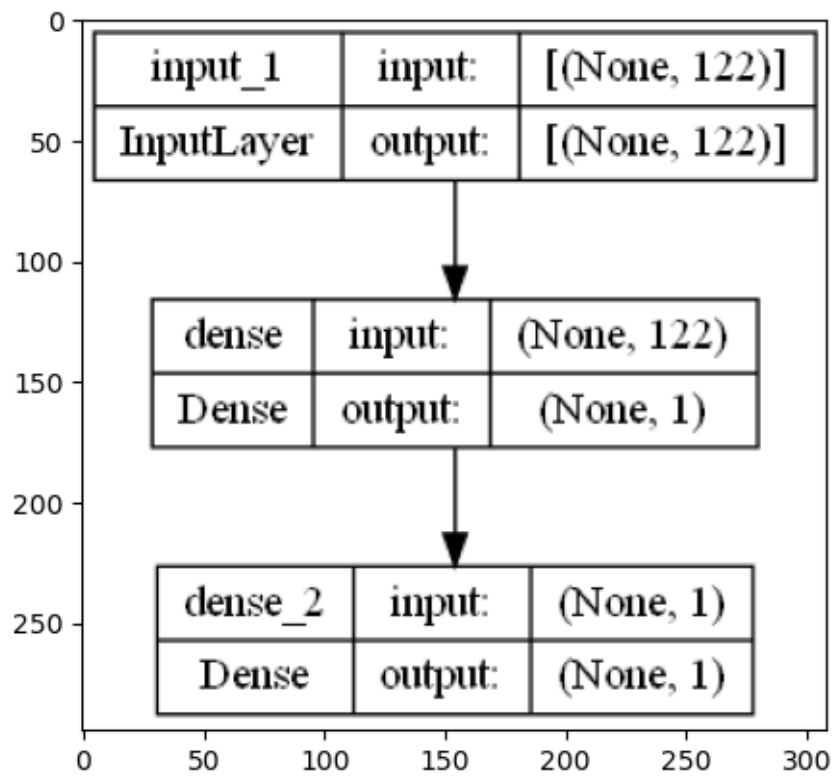 0
50
100
150
200
250
input_1 input: [(None, 122)]
InputLayer output: [(None, 122)]
dense input: (None, 122)
Dense output: (None, 1)
dense_2 input: (None, 1)
Dense output: (None, 1)
0 50 100 150 200 250 300